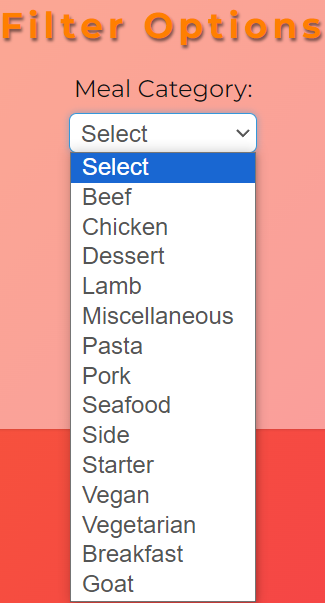 Filter Options
Meal Category:
Select
Select
Beef
Chicken
Dessert
Lamb
Miscellaneous
Pasta
Pork
Seafood
Side
Starter
Vegan
Vegetarian
Breakfast
Goat